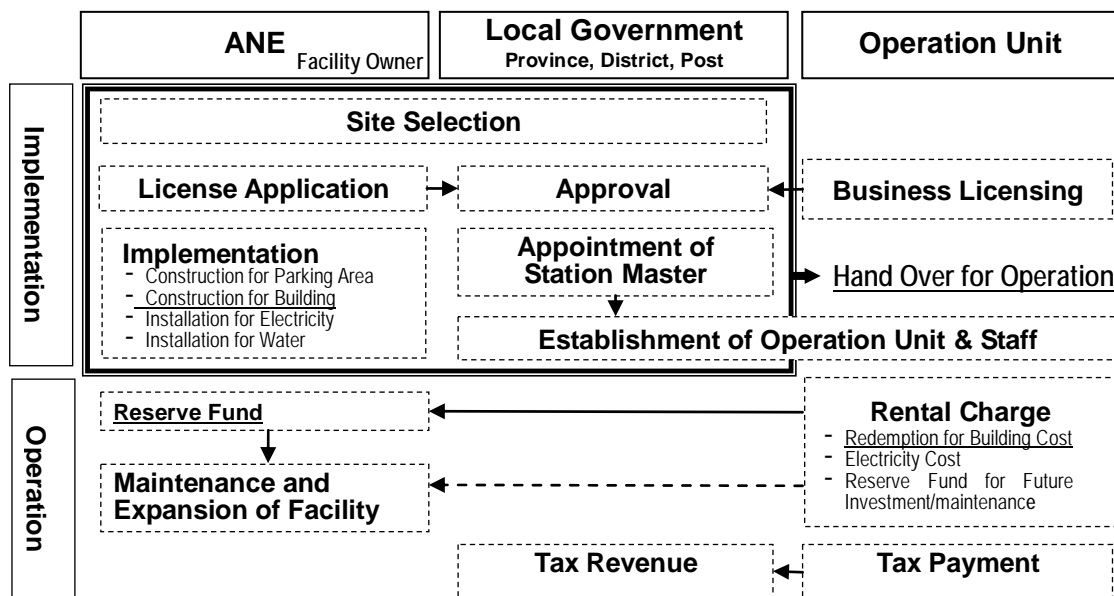 ANE
Facility Owner
Local Government
Province, District, Post
Operation Unit
Implementation
Site Selection
License Application
Approval
Business Licensing
Implementation
- Construction for Parking Area
- Construction for Building
- Installation for Electricity
- Installation for Water
Appointment of
Station Master
Hand Over for Operation
Establishment of Operation Unit & Staff
Operation
Reserve Fund
Rental Charge
- Redemption for Building Cost
- Electricity Cost
- Reserve Fund for Future
Investment/maintenance
Maintenance and
Expansion of Facility
Tax Revenue
Tax Payment